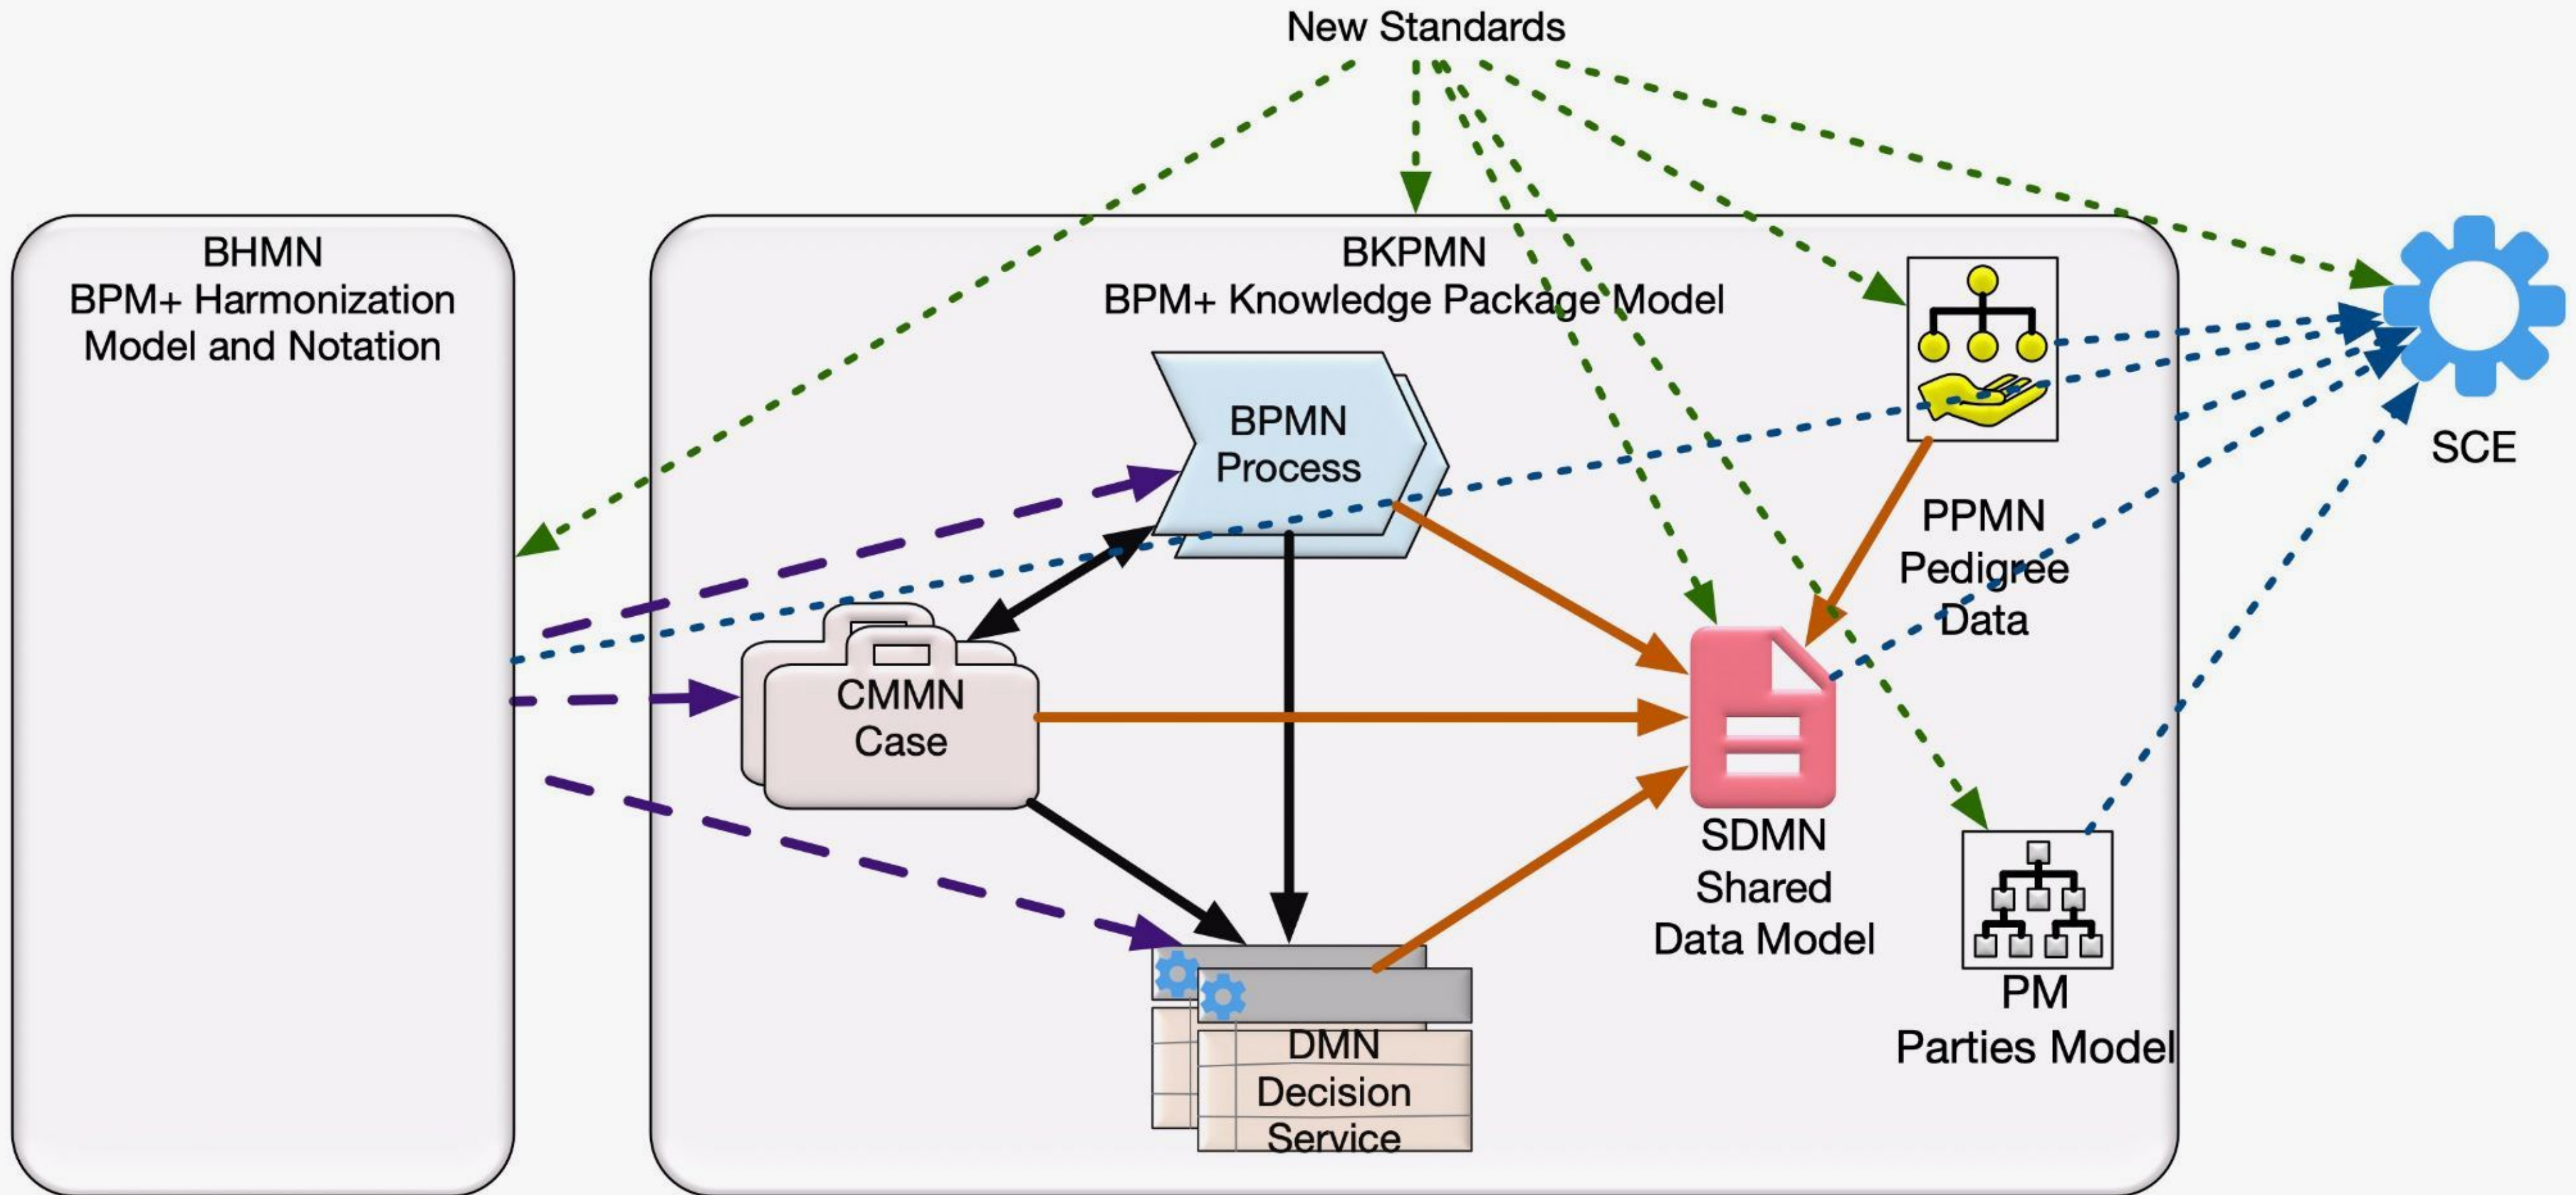 New Standards
BHMN
BPM+ Harmonization
Model and Notation
BKPMN
BPM+ Knowledge Package Model
BPMN
Process
SCE
PPMN
Pedigree
Data
CMMN
Case
SDMN
Shared
Data Model
PM
Parties Model
DMN
Decision
Service